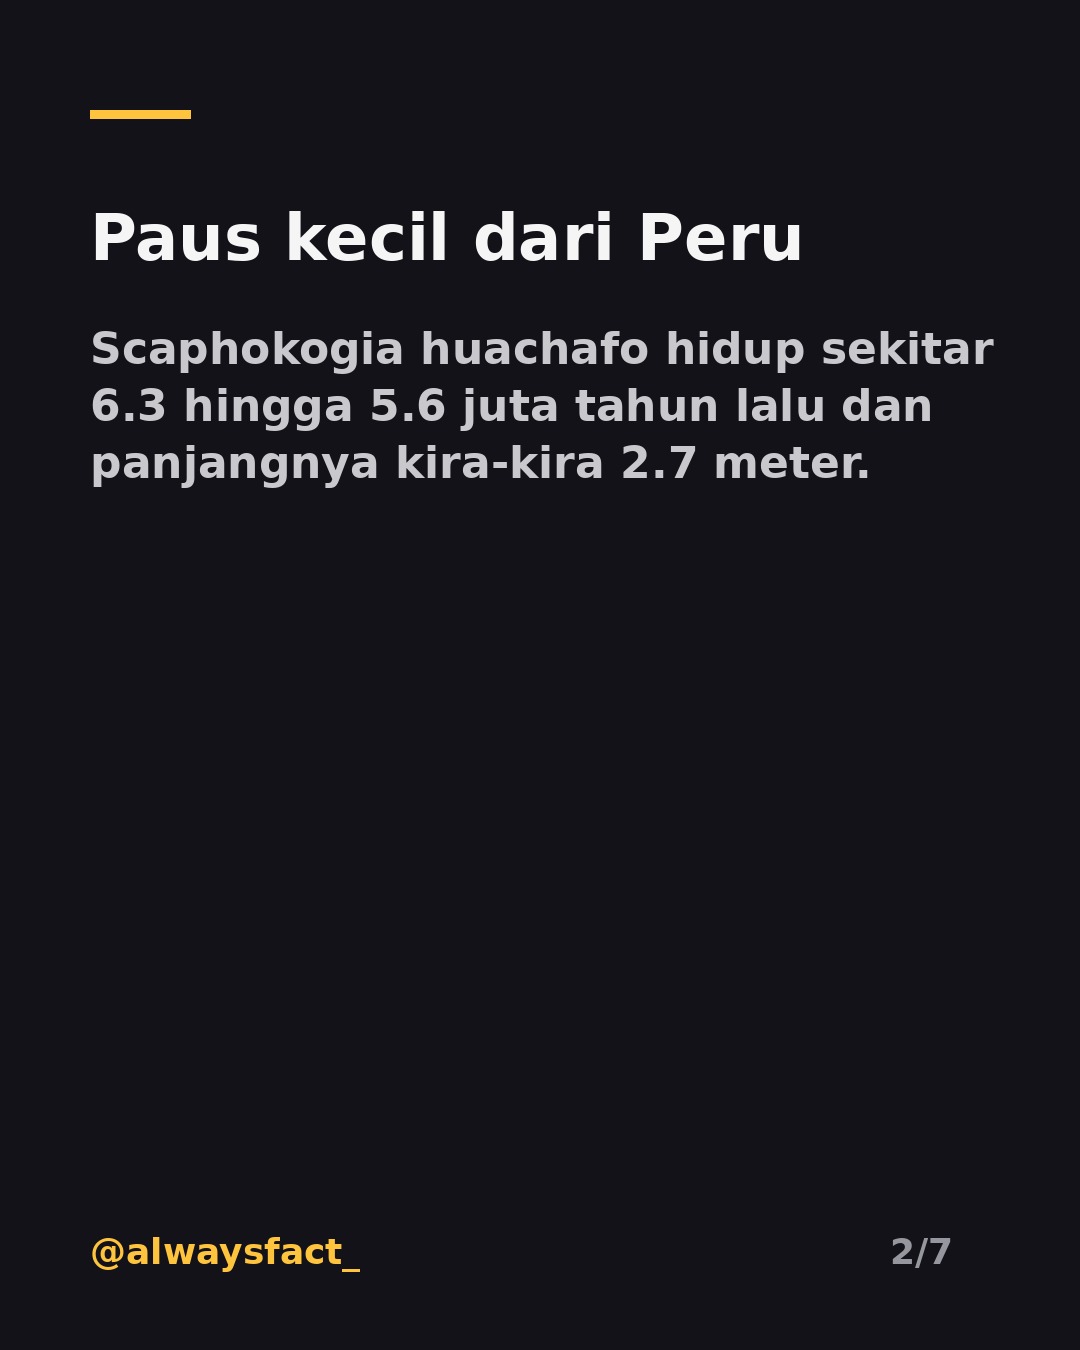 Paus kecil dari Peru
Scaphokogia huachafo hidup sekitar
6.3 hingga 5.6 juta tahun lalu dan
panjangnya kira-kira 2.7 meter.
@alwaysfact_
2/7